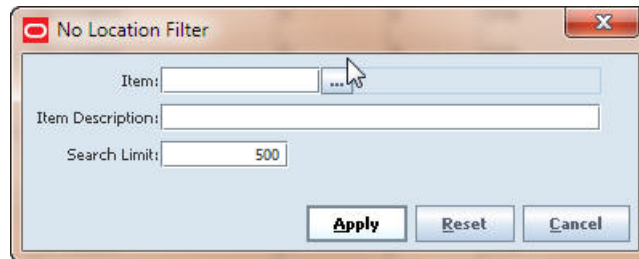 No Location Filter
Item: ...
Item Description:
Search Limit: 500
Apply Reset Cancel